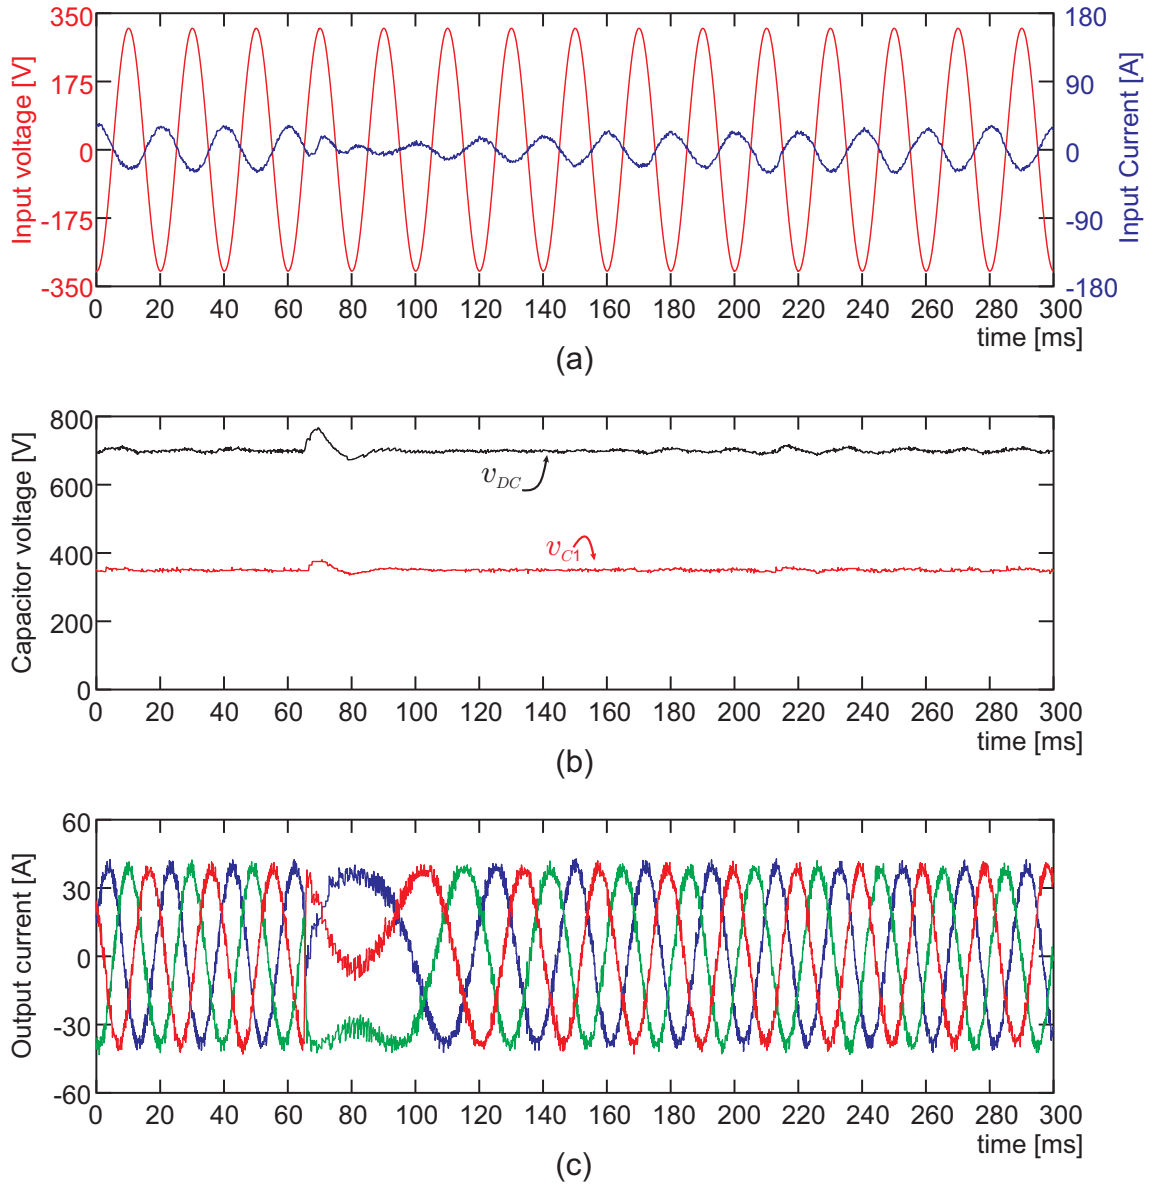 350
180
175
90
0
0
-175
-90
-350
-180
Input voltage [V]
Input Current [A]
0 20 40 60 80 100 120 140 160 180 200 220 240 260 280 300
time [ms]
(a)
800
600
400
200
0
Capacitor voltage [V]
v_{DC}
v_{C1}
0 20 40 60 80 100 120 140 160 180 200 220 240 260 280 300
time [ms]
(b)
60
30
0
-30
-60
Output current [A]
0 20 40 60 80 100 120 140 160 180 200 220 240 260 280 300
time [ms]
(c)